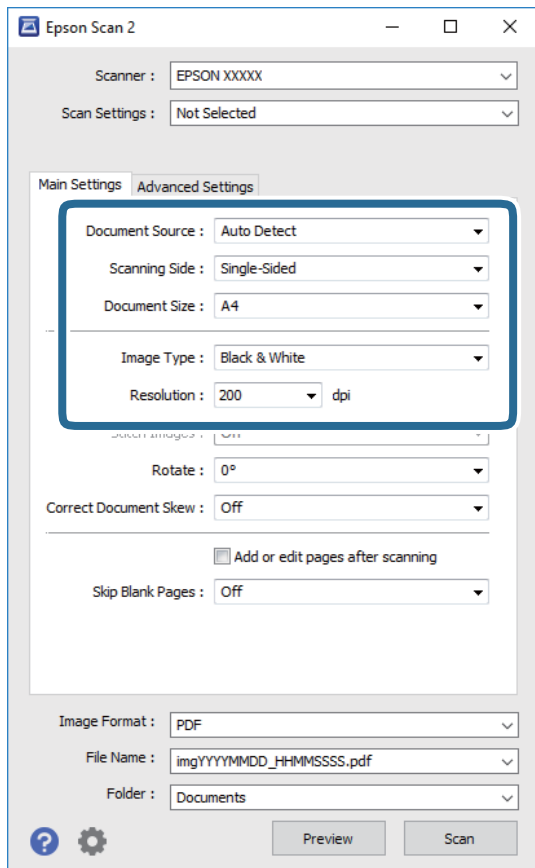 Epson Scan 2
Scanner : EPSON XXXXX
Scan Settings : Not Selected
Main Settings Advanced Settings
Document Source : Auto Detect
Scanning Side : Single-Sided
Document Size : A4
Image Type : Black & White
Resolution : 200 dpi
Stitch Images : Off
Rotate : 0°
Correct Document Skew : Off
Add or edit pages after scanning
Skip Blank Pages : Off
Image Format : PDF
File Name : imgYYYYMMDD_HHMMSSSS.pdf
Folder : Documents
? Preview Scan